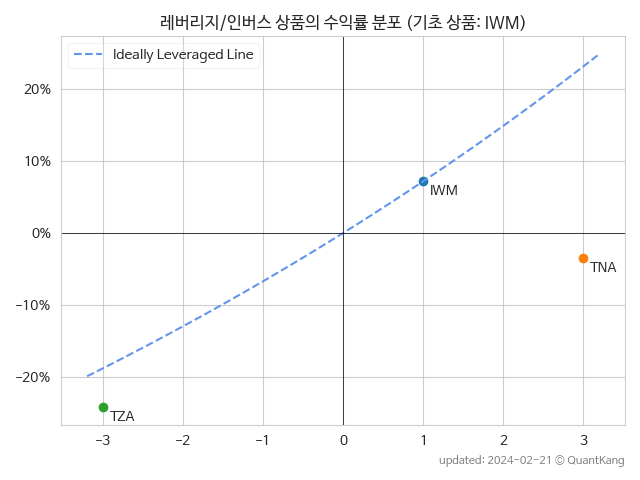 레버리지/인버스 상품의 수익률 분포 (기초 상품: IWM)
Ideally Leveraged Line
20%
10%
0%
−10%
−20%
IWM
TNA
TZA
−3 −2 −1 0 1 2 3
updated: 2024-02-21 © QuantKang